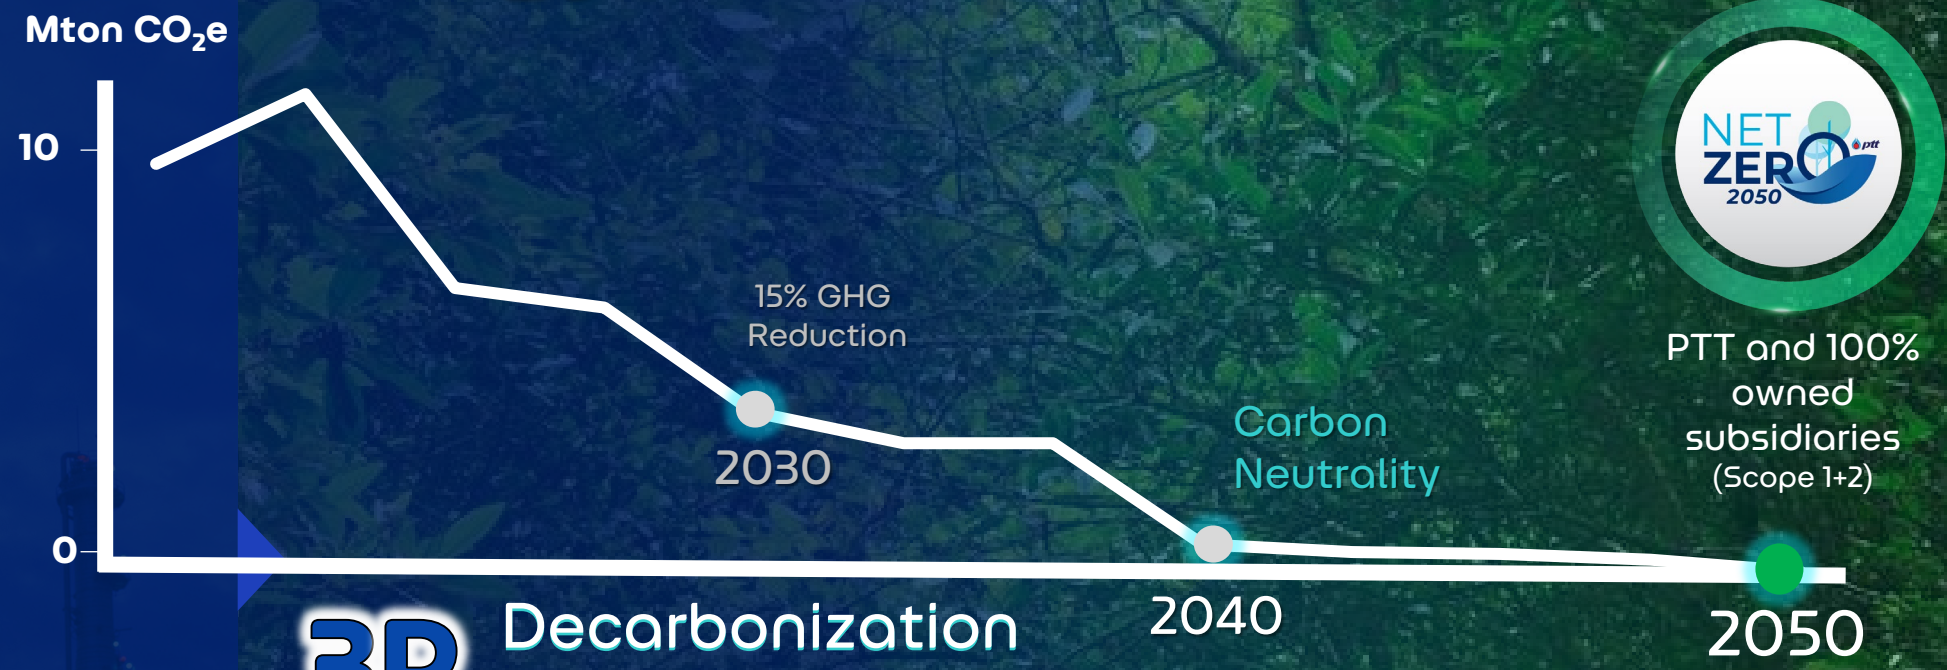 Mton CO₂e
10
0
15% GHG
Reduction
2030
Carbon
Neutrality
2040
NET
ZERO
ptt
2050
PTT and 100%
owned
subsidiaries
(Scope 1+2)
2050
3D
Decarbonization